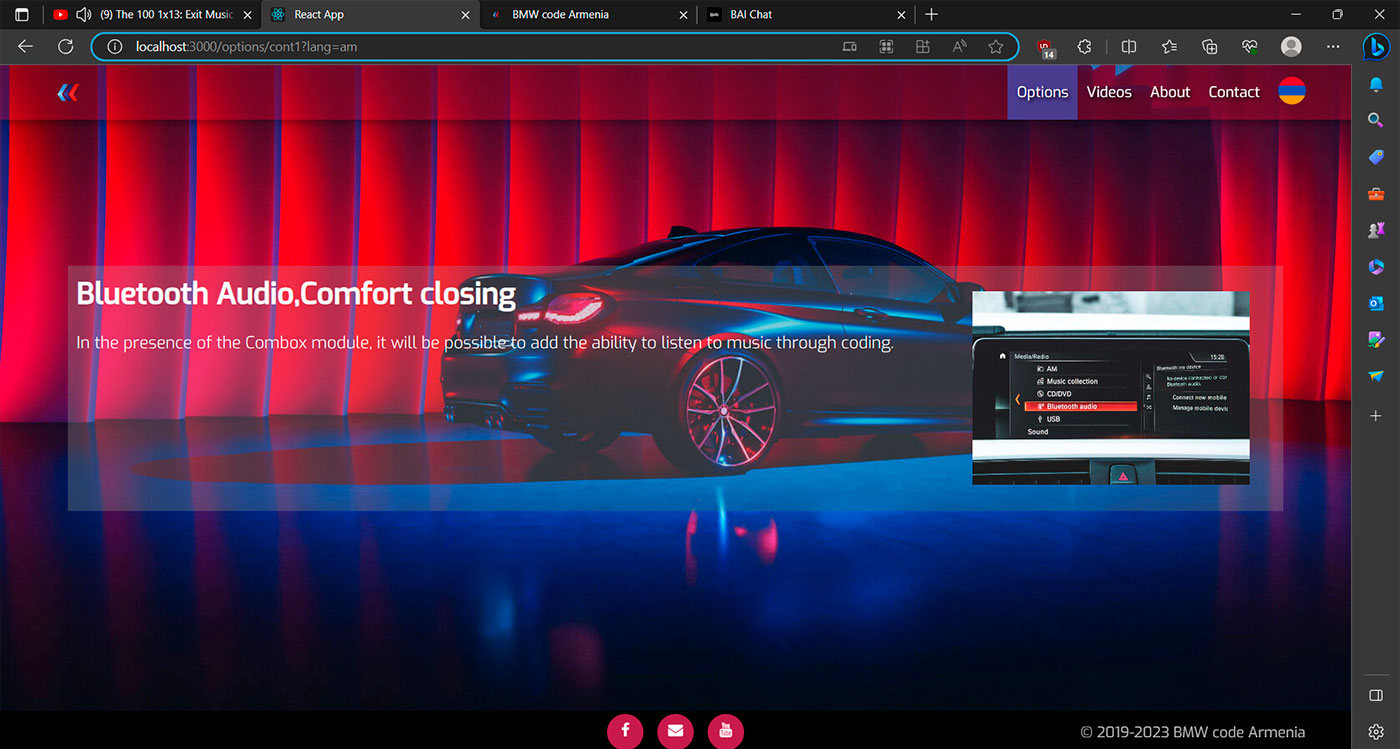 (9) The 100 1x13: Exit Music
React App
BMW code Armenia
BAI Chat
localhost:3000/options/cont1?lang=am
14
Options
Videos
About
Contact
Bluetooth Audio,Comfort closing
In the presence of the Combox module, it will be possible to add the ability to listen to music through coding.
Media/Radio
15:28
AM
Music collection
CD/DVD
Bluetooth audio
USB
Sound
Bluetooth: no device
No device connected or con
Bluetooth audio.
Connect new mobile
Manage mobile devic
© 2019-2023 BMW code Armenia